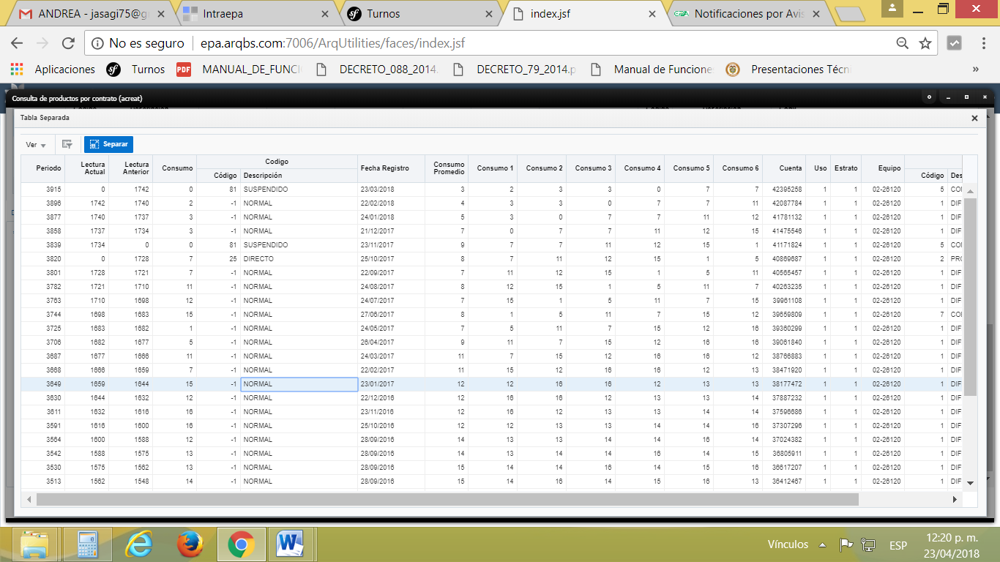 ANDREA - jasagi75@g
Intraepa
Turnos
index.jsf
Notificaciones por Avis
No es seguro epa.arqbs.com:7006/ArqUtilities/faces/index.jsf
Aplicaciones Turnos PDF MANUAL_DE_FUNCI DECRETO_088_2014. DECRETO_79_2014.p Manual de Funcione Presentaciones Técni »
Consulta de productos por contrato (acreat)
Tabla Separada
Ver Separar
Periodo Lectura Actual Lectura Anterior Consumo Codigo Código Descripción Fecha Registro Consumo Promedio Consumo 1 Consumo 2 Consumo 3 Consumo 4 Consumo 5 Consumo 6 Cuenta Uso Estrato Equipo Código Des
3915 0 1742 0 81 SUSPENDIDO 23/03/2018 3 2 3 3 0 7 7 42395258 1 1 02-26120 5 COI
3896 1742 1740 2 -1 NORMAL 22/02/2018 4 3 3 0 7 7 11 42087784 1 1 02-26120 1 DIF
3877 1740 1737 3 -1 NORMAL 24/01/2018 5 3 0 7 7 11 12 41781132 1 1 02-26120 1 DIF
3858 1737 1734 3 -1 NORMAL 21/12/2017 7 0 7 7 11 12 15 41475546 1 1 02-26120 1 DIF
3839 1734 0 0 81 SUSPENDIDO 23/11/2017 9 7 7 11 12 15 1 41171824 1 1 02-26120 5 COI
3820 0 1728 7 25 DIRECTO 25/10/2017 8 7 11 12 15 1 5 40869687 1 1 02-26120 2 PR
3801 1728 1721 7 -1 NORMAL 22/09/2017 7 11 12 15 1 5 11 40565457 1 1 02-26120 1 DIF
3782 1721 1710 11 -1 NORMAL 24/08/2017 8 12 15 1 5 11 7 40263235 1 1 02-26120 1 DIF
3763 1710 1698 12 -1 NORMAL 24/07/2017 7 15 1 5 11 7 15 39961108 1 1 02-26120 1 DIF
3744 1698 1683 15 -1 NORMAL 27/06/2017 8 1 5 11 7 15 12 39659809 1 1 02-26120 7 COI
3725 1683 1682 1 -1 NORMAL 24/05/2017 7 5 11 7 15 12 16 39360299 1 1 02-26120 1 DIF
3706 1682 1677 5 -1 NORMAL 26/04/2017 9 11 7 15 12 16 16 39061840 1 1 02-26120 1 DIF
3687 1677 1666 11 -1 NORMAL 24/03/2017 11 7 15 12 16 16 12 38766883 1 1 02-26120 1 DIF
3668 1666 1659 7 -1 NORMAL 22/02/2017 11 15 12 16 16 12 13 38471920 1 1 02-26120 1 DIF
3649 1659 1644 15 -1 NORMAL 23/01/2017 12 12 16 16 12 13 13 38177472 1 1 02-26120 1 DIF
3630 1644 1632 12 -1 NORMAL 22/12/2016 12 16 16 12 13 13 14 37887232 1 1 02-26120 1 DIF
3611 1632 1616 16 -1 NORMAL 23/11/2016 12 16 12 13 13 14 14 37596686 1 1 02-26120 1 DIF
3591 1616 1600 16 -1 NORMAL 25/10/2016 12 12 13 13 14 14 16 37307296 1 1 02-26120 1 DIF
3564 1600 1588 12 -1 NORMAL 28/09/2016 14 13 13 14 14 16 14 37024382 1 1 02-26120 1 DIF
3542 1588 1575 13 -1 NORMAL 28/09/2016 14 13 14 14 16 14 15 36805911 1 1 02-26120 1 DIF
3530 1575 1562 13 -1 NORMAL 28/09/2016 15 14 14 16 14 15 16 36617207 1 1 02-26120 1 DIF
3513 1562 1548 14 -1 NORMAL 28/09/2016 15 14 16 14 15 16 13 36412467 1 1 02-26120 1 DIF
Vínculos ESP 12:20 p. m.
23/04/2018